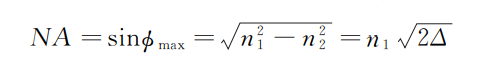 NA = sinϕ_max = √(n₁² − n₂²) = n₁√(2Δ)